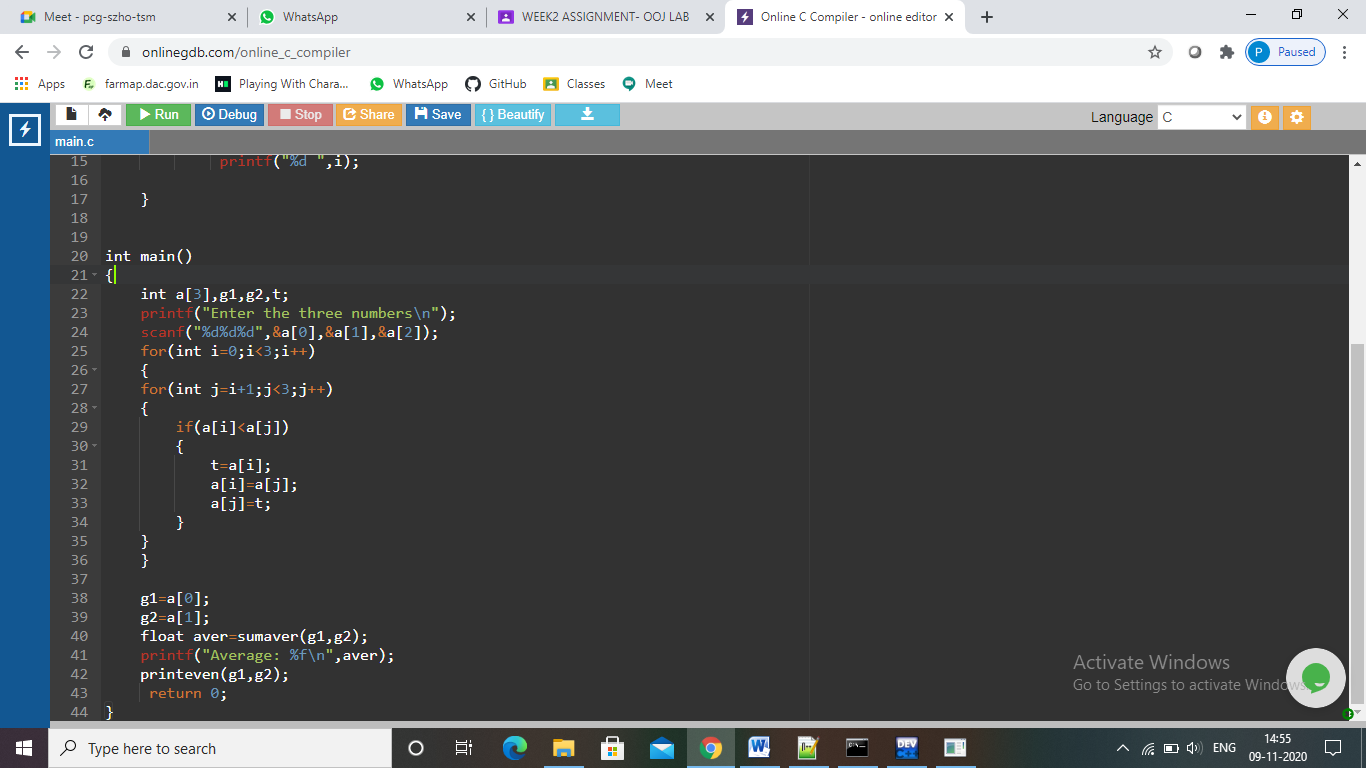 Meet - pcg-szho-tsm
WhatsApp
WEEK2 ASSIGNMENT- OOJ LAB
Online C Compiler - online editor
onlinegdb.com/online_c_compiler
P Paused
Apps
farmap.dac.gov.in
Playing With Chara...
WhatsApp
GitHub
Classes
Meet
Run
Debug
Stop
Share
Save
{ } Beautify
Language C
main.c
15 printf("%d ",i);
16
17 }
18
19
20 int main()
21 {
22 int a[3],g1,g2,t;
23 printf("Enter the three numbers\n");
24 scanf("%d%d%d",&a[0],&a[1],&a[2]);
25 for(int i=0;i<3;i++)
26 {
27 for(int j=i+1;j<3;j++)
28 {
29 if(a[i]<a[j])
30 {
31 t=a[i];
32 a[i]=a[j];
33 a[j]=t;
34 }
35 }
36 }
37
38 g1=a[0];
39 g2=a[1];
40 float aver=sumaver(g1,g2);
41 printf("Average: %f\n",aver);
42 printeven(g1,g2);
43 return 0;
44 }
Activate Windows
Go to Settings to activate Windows.
Type here to search
ENG
14:55
09-11-2020